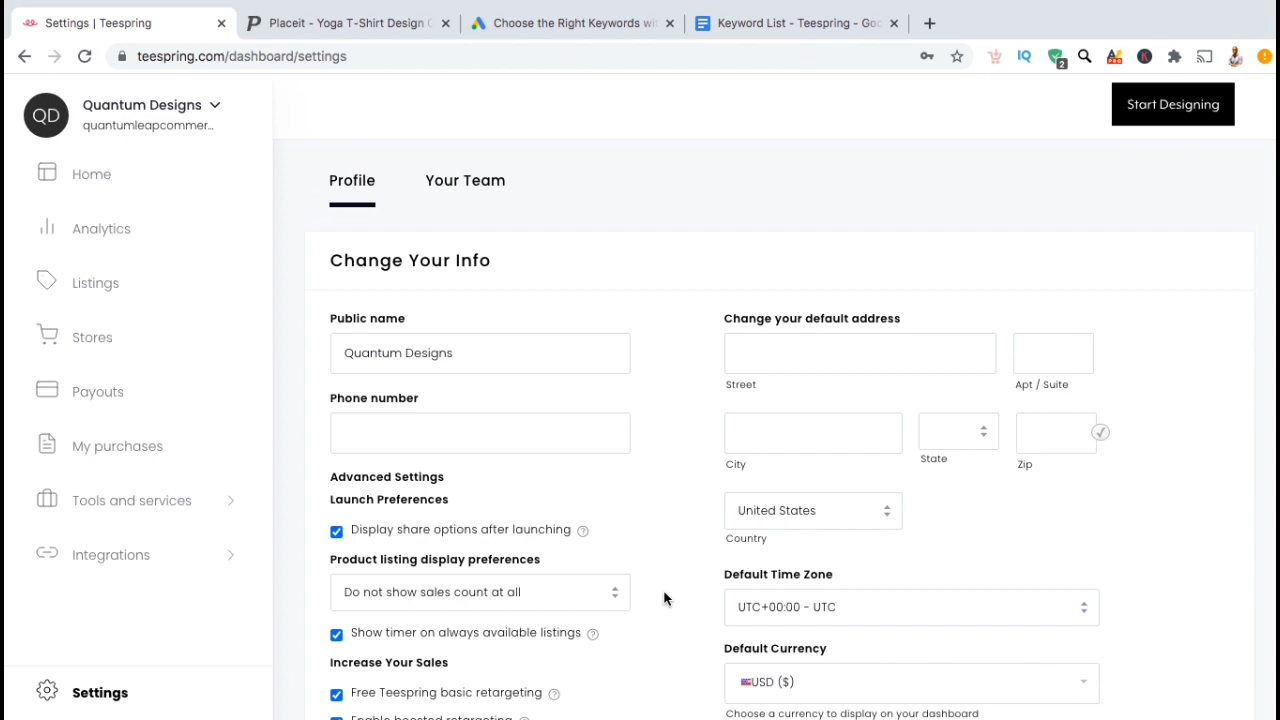 Settings | Teespring
Placeit - Yoga T-Shirt Design
Choose the Right Keywords wi
Keyword List - Teespring - Goo
teespring.com/dashboard/settings
2
QD
Quantum Designs
quantumleapcommer...
Start Designing
Home
Analytics
Listings
Stores
Payouts
My purchases
Tools and services
Integrations
Settings
Profile
Your Team
Change Your Info
Public name
Quantum Designs
Phone number
Advanced Settings
Launch Preferences
Display share options after launching ?
Product listing display preferences
Do not show sales count at all
Show timer on always available listings ?
Increase Your Sales
Free Teespring basic retargeting ?
Enable boosted retargeting
Change your default address
Street
Apt / Suite
City
State
Zip
United States
Country
Default Time Zone
UTC+00:00 - UTC
Default Currency
USD ($)
Choose a currency to display on your dashboard